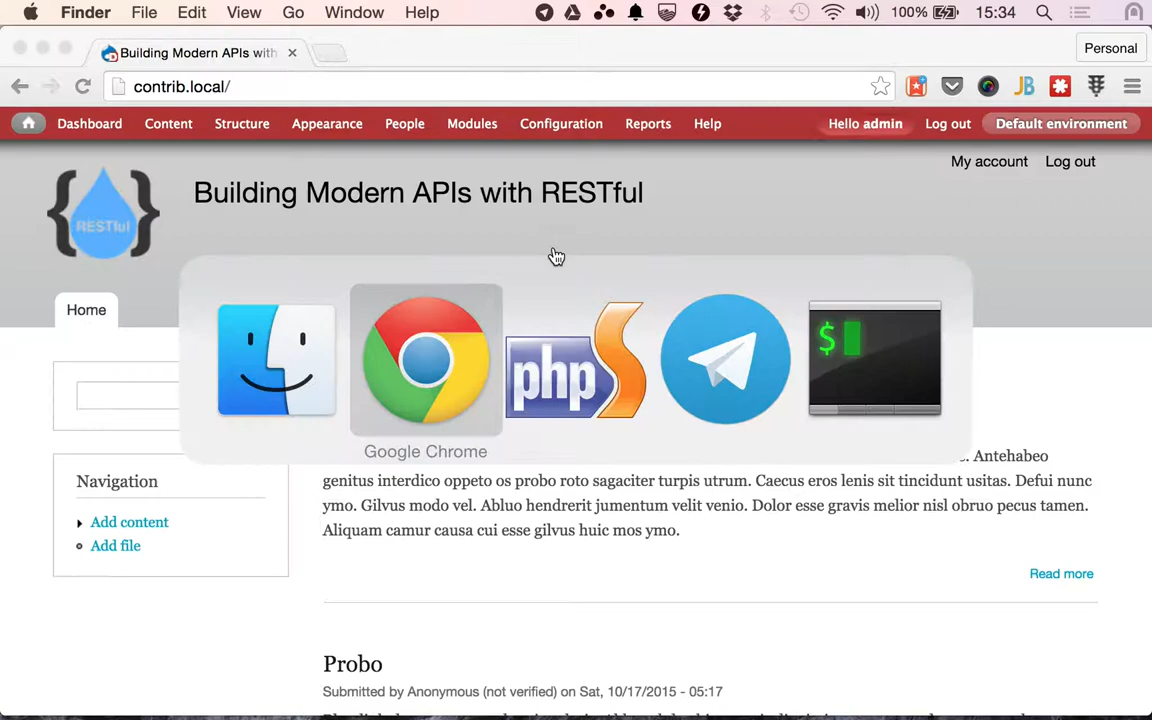 Finder File Edit View Go Window Help 100% 15:34
Building Modern APIs with
Personal
contrib.local/
JB
Dashboard Content Structure Appearance People Modules Configuration Reports Help Hello admin Log out Default environment
My account Log out
RESTful
Building Modern APIs with RESTful
Home
php S
$
Google Chrome
Antehabeo
genitus interdico oppeto os probo roto sagaciter turpis utrum. Caecus eros lenis sit tincidunt usitas. Defui nunc
ymo. Gilvus modo vel. Abluo hendrerit jumentum velit venio. Dolor esse gravis melior nisl obruo pecus tamen.
Aliquam camur causa cui esse gilvus huic mos ymo.
Navigation
Add content
Add file
Read more
Probo
Submitted by Anonymous (not verified) on Sat, 10/17/2015 - 05:17